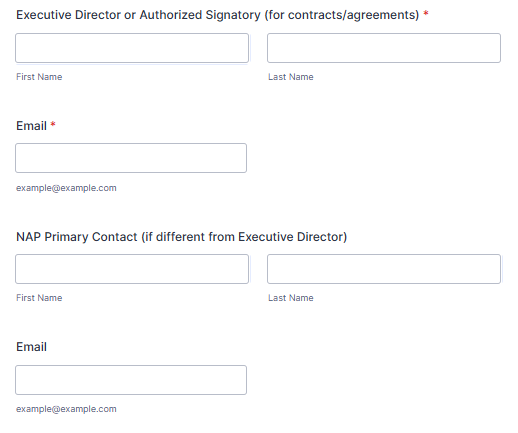 Executive Director or Authorized Signatory (for contracts/agreements) *
First Name Last Name
Email *
example@example.com
NAP Primary Contact (if different from Executive Director)
First Name Last Name
Email
example@example.com